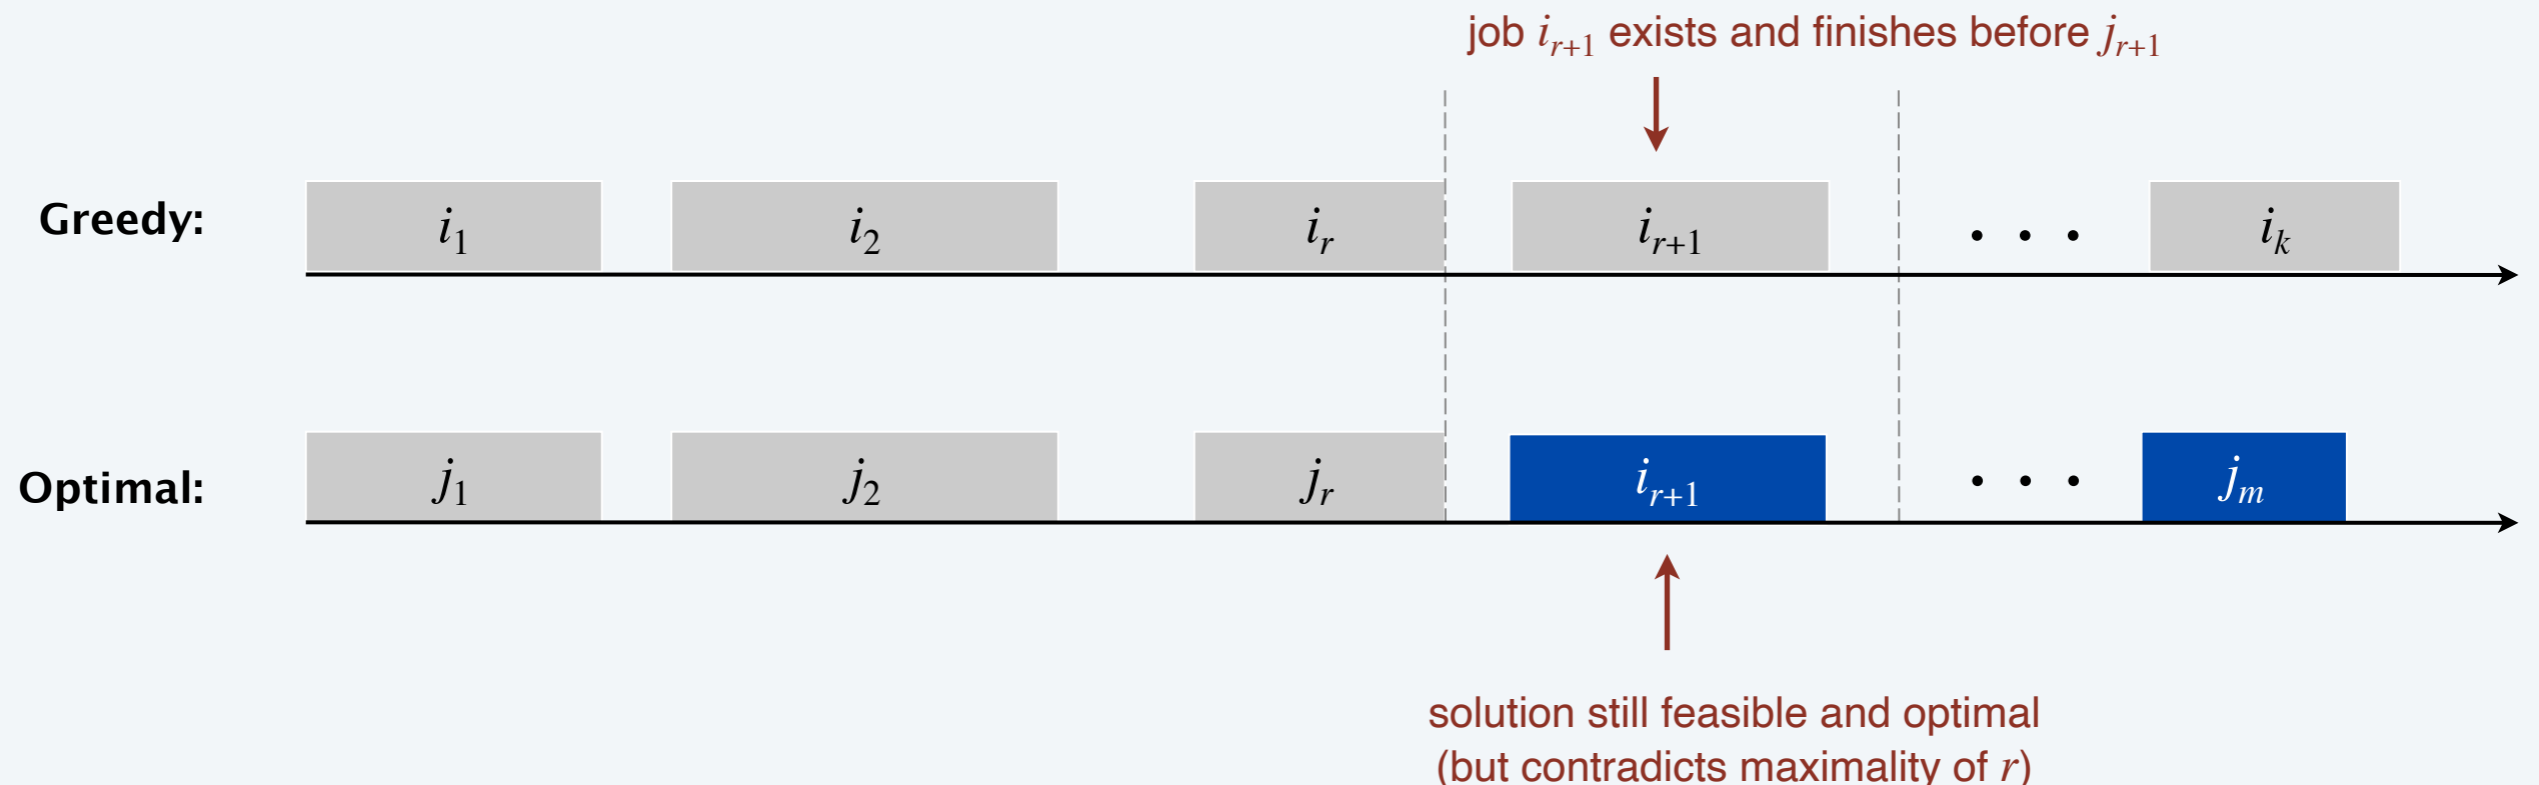 job i_{r+1} exists and finishes before j_{r+1}
Greedy: i_1 i_2 i_r i_{r+1} • • • i_k
Optimal: j_1 j_2 j_r i_{r+1} • • • j_m
solution still feasible and optimal
(but contradicts maximality of r)